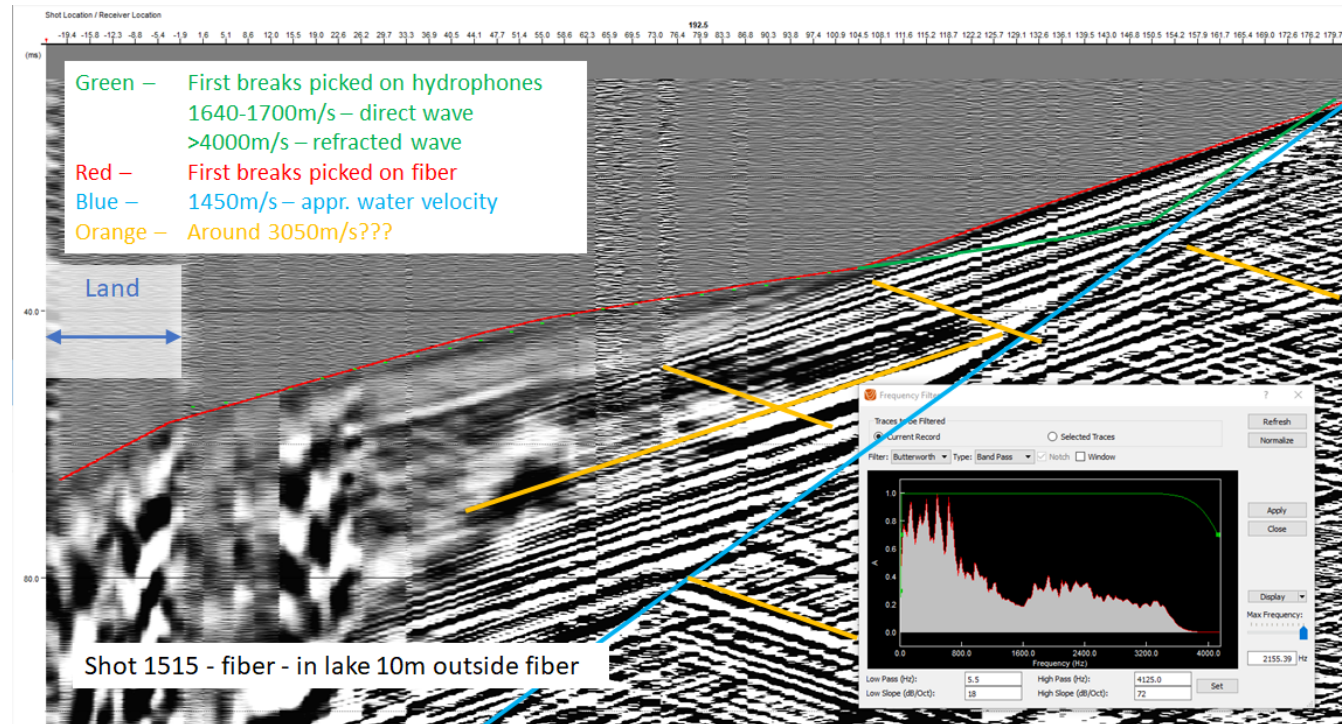 Shot Location / Receiver Location
192.5
-19.4 -15.8 -12.3 -8.8 -5.4 -1.9 1.6 5.1 8.6 12.0 15.5 19.0 22.6 26.2 29.8 33.3 36.9 40.5 44.1 47.7 51.4 55.0 58.6 62.3 65.9 69.5 73.0 76.4 79.9 83.3 86.8 90.3 93.8 97.4 100.9 104.5 108.1 111.6 115.2 118.7 122.2 125.7 129.1 132.6 136.1 139.5 143.0 147.8 150.5 154.2 157.9 161.7 165.4 169.0 172.6 176.2 179.7
(ms)
Green – First breaks picked on hydrophones
1640-1700m/s – direct wave
>4000m/s – refracted wave
Red – First breaks picked on fiber
Blue – 1450m/s – appr. water velocity
Orange – Around 3050m/s???
Land
40.0
80.0
Shot 1515 - fiber - in lake 10m outside fiber
Frequency Filter
? ×
Traces to be Filtered
Current Record Selected Traces
Refresh
Normalize
Filter: Butterworth Type: Band Pass Notch Window
1.0
0.8
0.6
0.4
0.2
0.0
A
0.0 800.0 1600.0 2400.0 3200.0 4000.0
Frequency (Hz)
Apply
Close
Display
Max Frequency:
2155.39 Hz
Low Pass (Hz): 5.5 High Pass (Hz): 4125.0
Low Slope (dB/Oct): 18 High Slope (dB/Oct): 72
Set